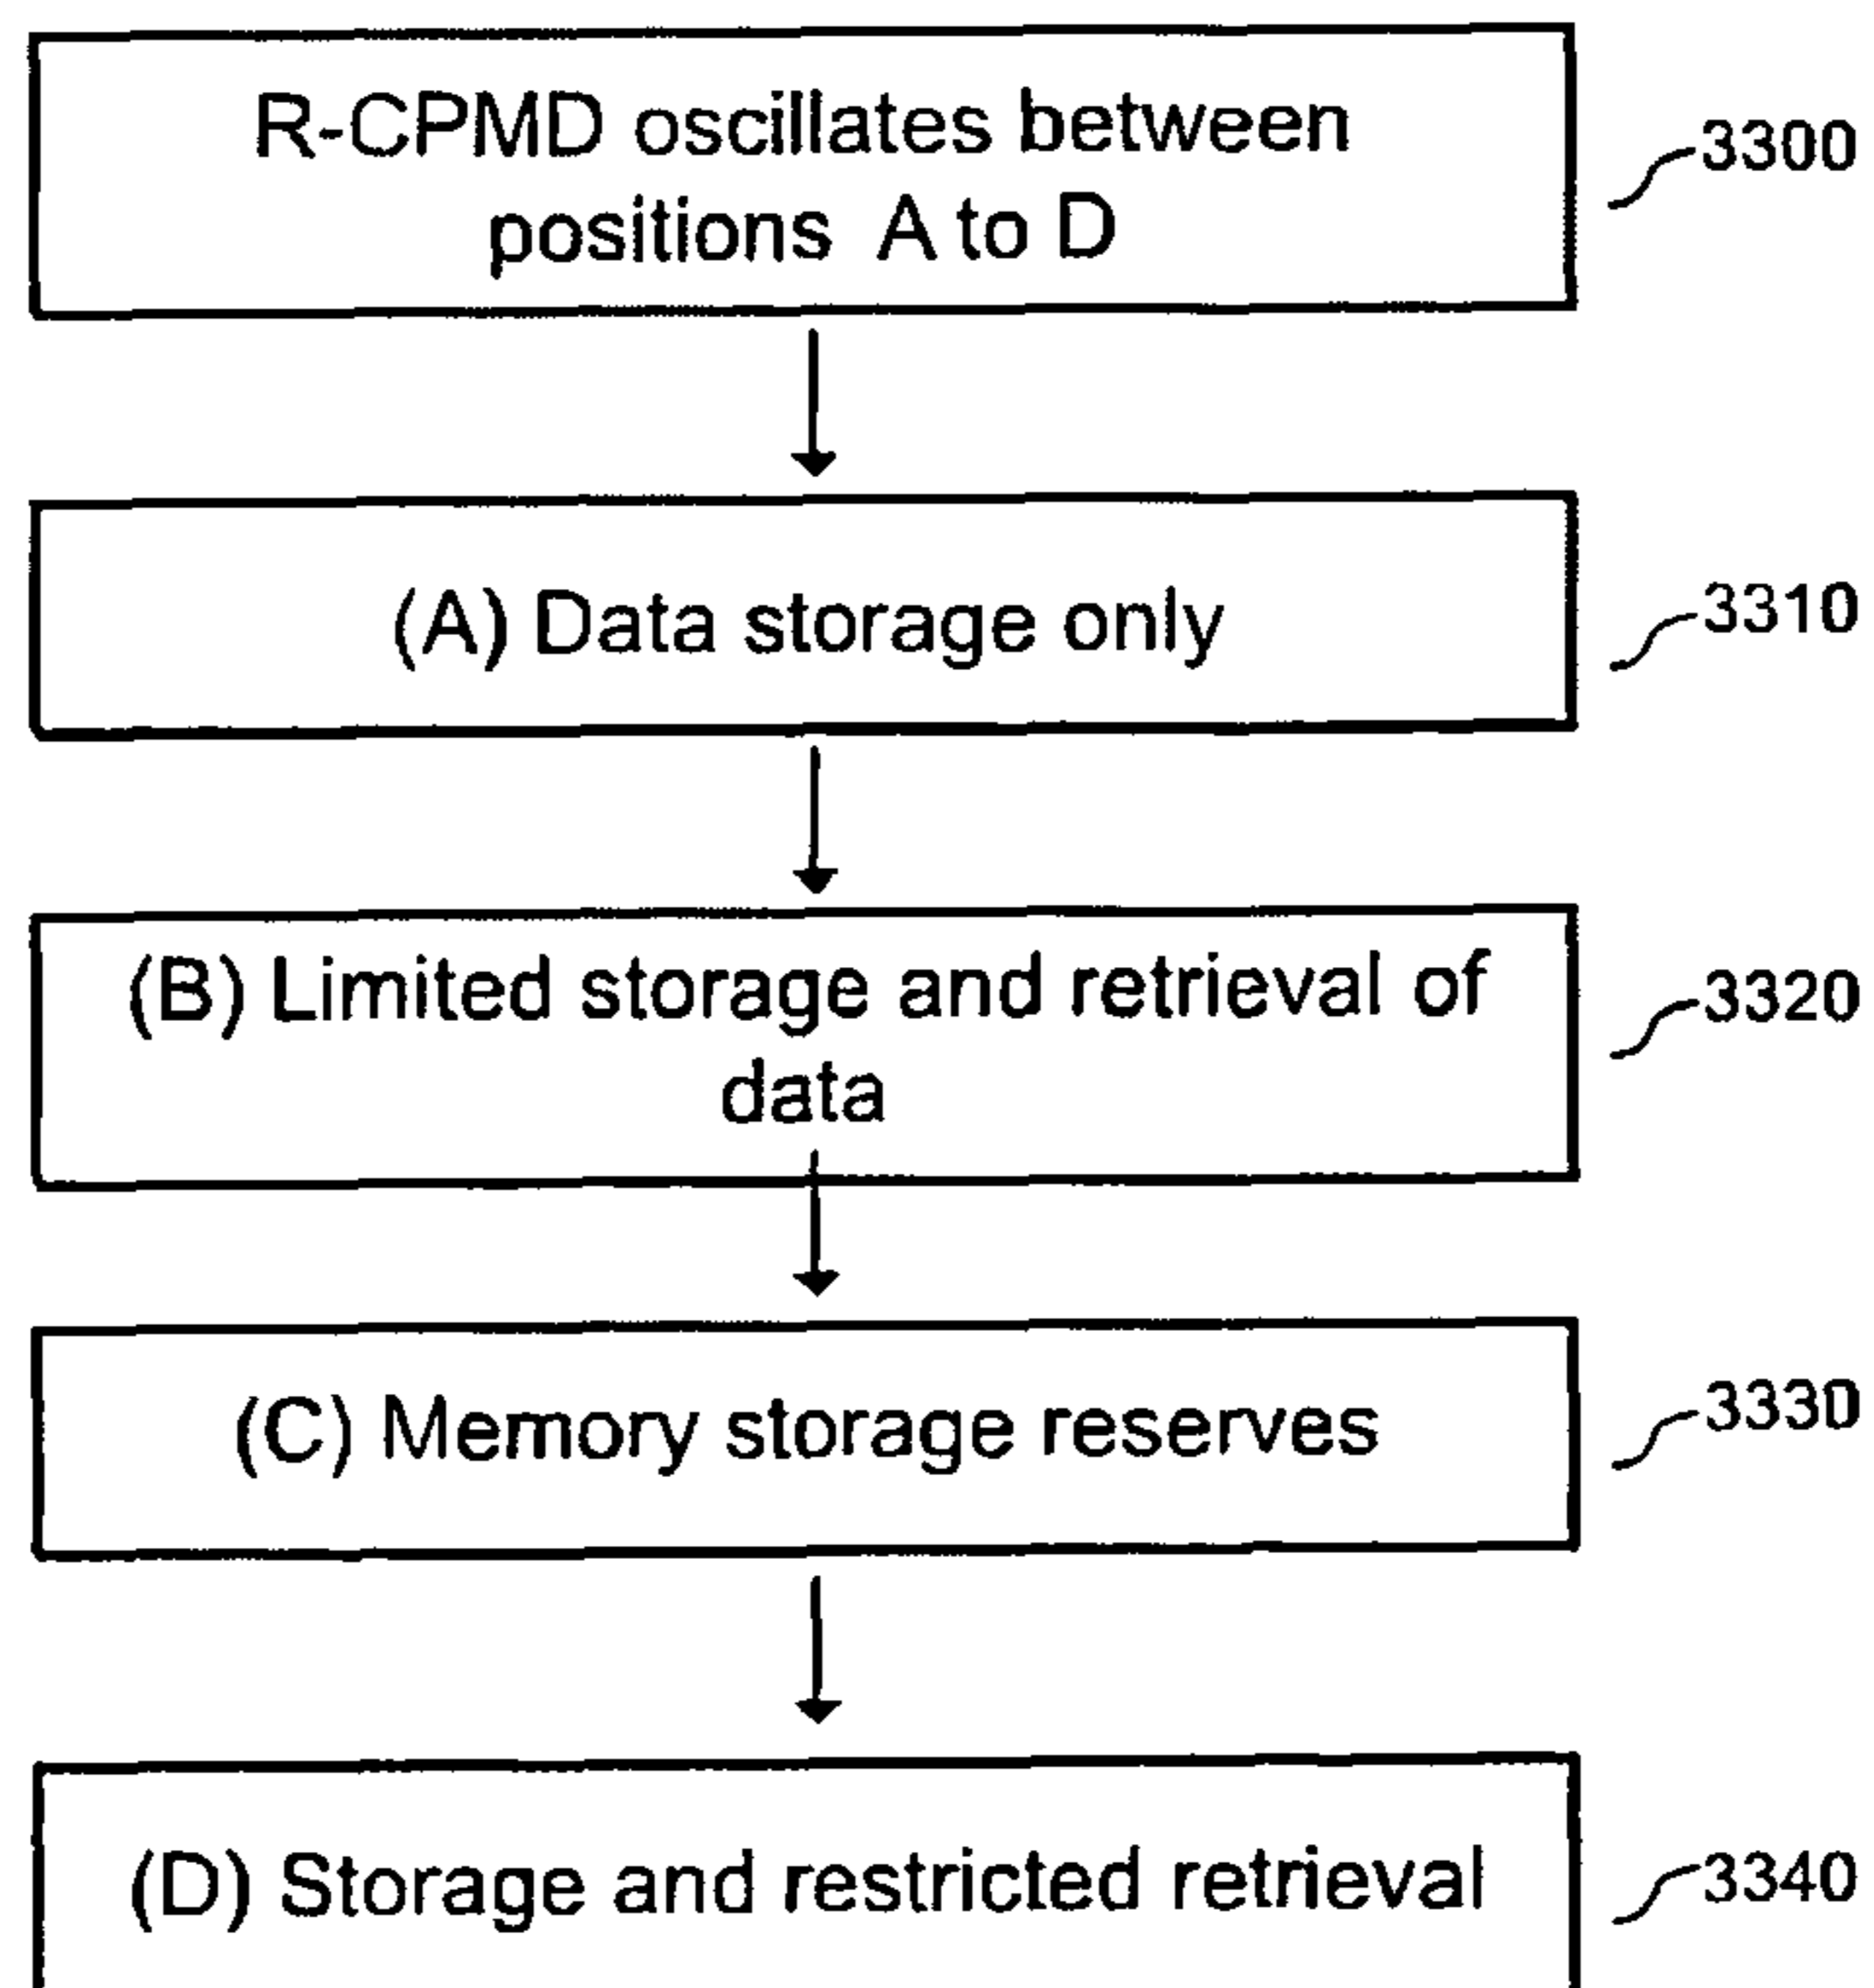 R-CPMD oscillates between
positions A to D
3300
(A) Data storage only
3310
(B) Limited storage and retrieval of
data
3320
(C) Memory storage reserves
3330
(D) Storage and restricted retrieval
3340